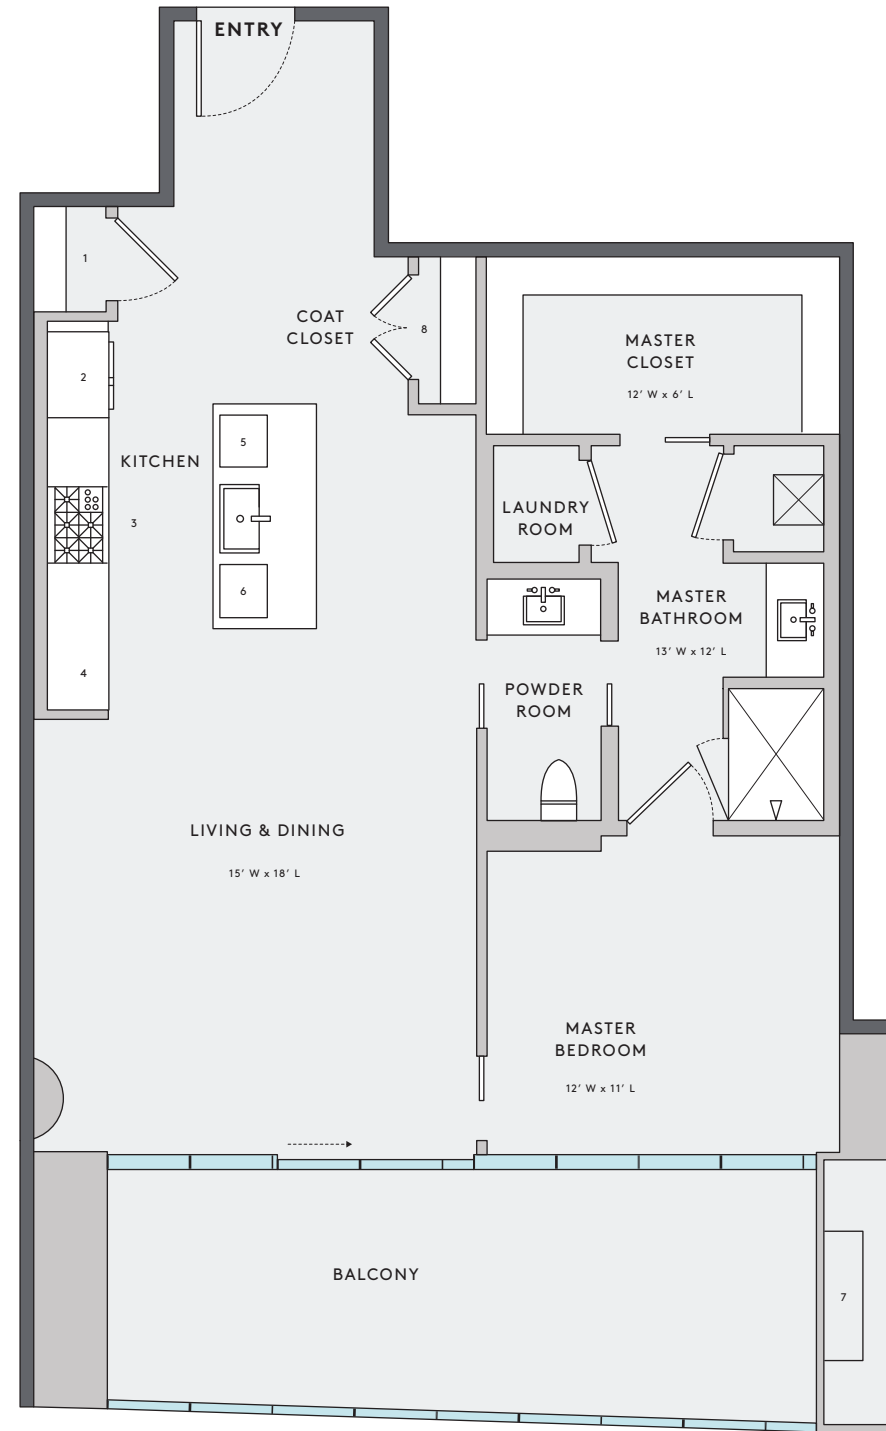 ENTRY
1
COAT
CLOSET
8
MASTER
CLOSET
12' W x 6' L
2
5
KITCHEN
3
LAUNDRY
ROOM
6
MASTER
BATHROOM
13' W x 12' L
4
POWDER
ROOM
LIVING & DINING
15' W x 18' L
MASTER
BEDROOM
12' W x 11' L
BALCONY
7